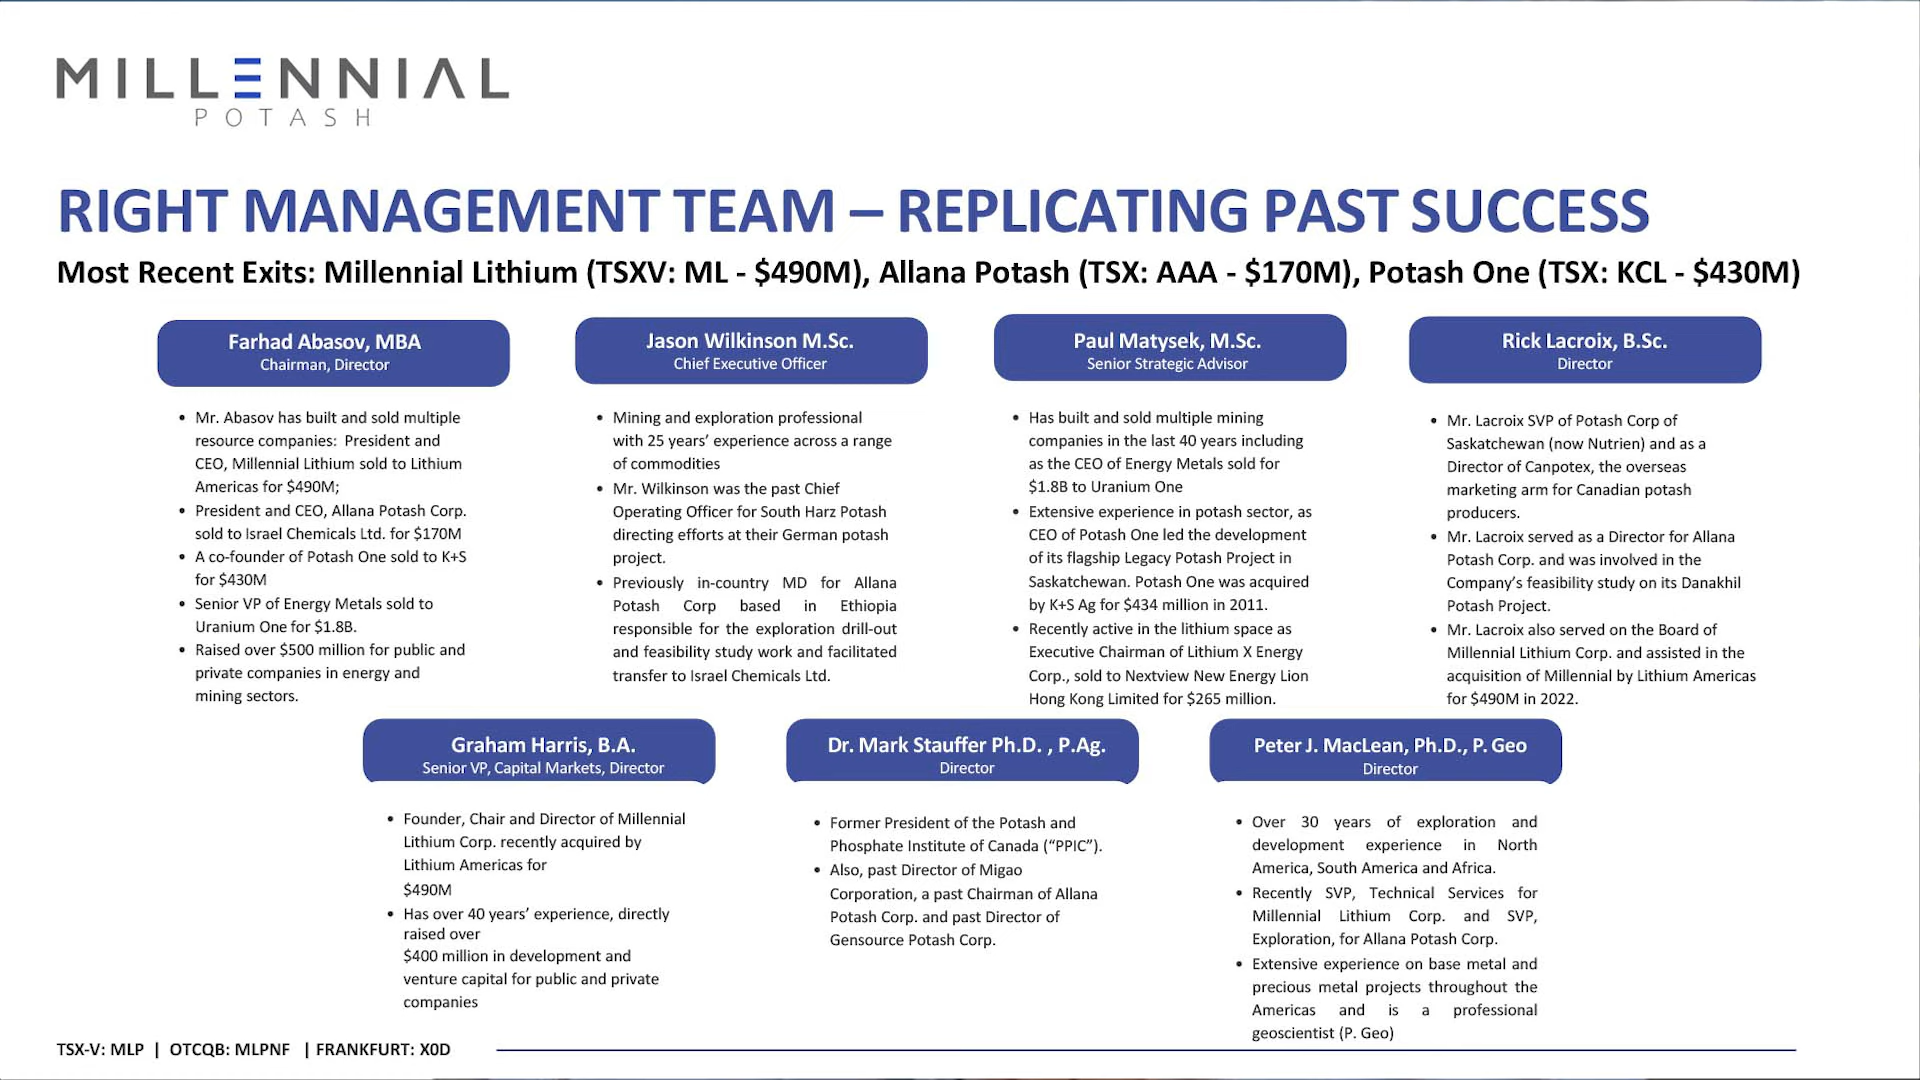 MILLENNIAL
POTASH
RIGHT MANAGEMENT TEAM – REPLICATING PAST SUCCESS
Most Recent Exits: Millennial Lithium (TSXV: ML - $490M), Allana Potash (TSX: AAA - $170M), Potash One (TSX: KCL - $430M)
Farhad Abasov, MBA
Chairman, Director
• Mr. Abasov has built and sold multiple
resource companies: President and
CEO, Millennial Lithium sold to Lithium
Americas for $490M;
• President and CEO, Allana Potash Corp.
sold to Israel Chemicals Ltd. for $170M
• A co-founder of Potash One sold to K+S
for $430M
• Senior VP of Energy Metals sold to
Uranium One for $1.8B.
• Raised over $500 million for public and
private companies in energy and
mining sectors.
Jason Wilkinson M.Sc.
Chief Executive Officer
• Mining and exploration professional
with 25 years’ experience across a range
of commodities
• Mr. Wilkinson was the past Chief
Operating Officer for South Harz Potash
directing efforts at their German potash
project.
• Previously in-country MD for Allana
Potash Corp based in Ethiopia
responsible for the exploration drill-out
and feasibility study work and facilitated
transfer to Israel Chemicals Ltd.
Paul Matysek, M.Sc.
Senior Strategic Advisor
• Has built and sold multiple mining
companies in the last 40 years including
as the CEO of Energy Metals sold for
$1.8B to Uranium One
• Extensive experience in potash sector, as
CEO of Potash One led the development
of its flagship Legacy Potash Project in
Saskatchewan. Potash One was acquired
by K+S Ag for $434 million in 2011.
• Recently active in the lithium space as
Executive Chairman of Lithium X Energy
Corp., sold to Nextview New Energy Lion
Hong Kong Limited for $265 million.
Rick Lacroix, B.Sc.
Director
• Mr. Lacroix SVP of Potash Corp of
Saskatchewan (now Nutrien) and as a
Director of Canpotex, the overseas
marketing arm for Canadian potash
producers.
• Mr. Lacroix served as a Director for Allana
Potash Corp. and was involved in the
Company’s feasibility study on its Danakhil
Potash Project.
• Mr. Lacroix also served on the Board of
Millennial Lithium Corp. and assisted in the
acquisition of Millennial by Lithium Americas
for $490M in 2022.
Graham Harris, B.A.
Senior VP, Capital Markets, Director
• Founder, Chair and Director of Millennial
Lithium Corp. recently acquired by
Lithium Americas for
$490M
• Has over 40 years’ experience, directly
raised over
$400 million in development and
venture capital for public and private
companies
Dr. Mark Stauffer Ph.D. , P.Ag.
Director
• Former President of the Potash and
Phosphate Institute of Canada (“PPIC”).
• Also, past Director of Migao
Corporation, a past Chairman of Allana
Potash Corp. and past Director of
Gensource Potash Corp.
Peter J. MacLean, Ph.D., P. Geo
Director
• Over 30 years of exploration and
development experience in North
America, South America and Africa.
• Recently SVP, Technical Services for
Millennial Lithium Corp. and SVP,
Exploration, for Allana Potash Corp.
• Extensive experience on base metal and
precious metal projects throughout the
Americas and is a professional
geoscientist (P. Geo)
TSX-V: MLP | OTCQB: MLPNF | FRANKFURT: X0D